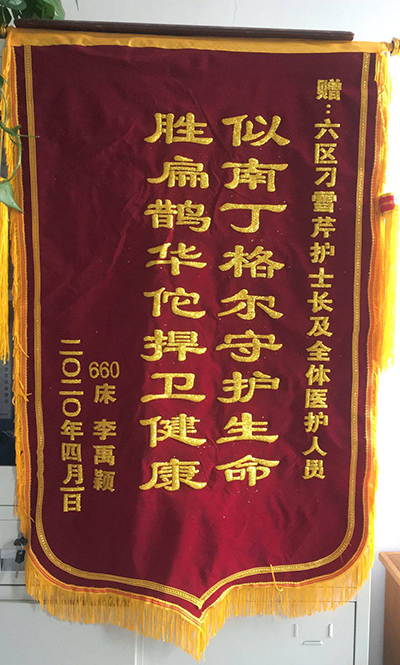 赠：六区刁雪芹护士长及全体医护人员
似南丁格尔守护生命
胜扁鹊华佗捍卫健康
660床 李禹颖
二〇二〇年四月一日